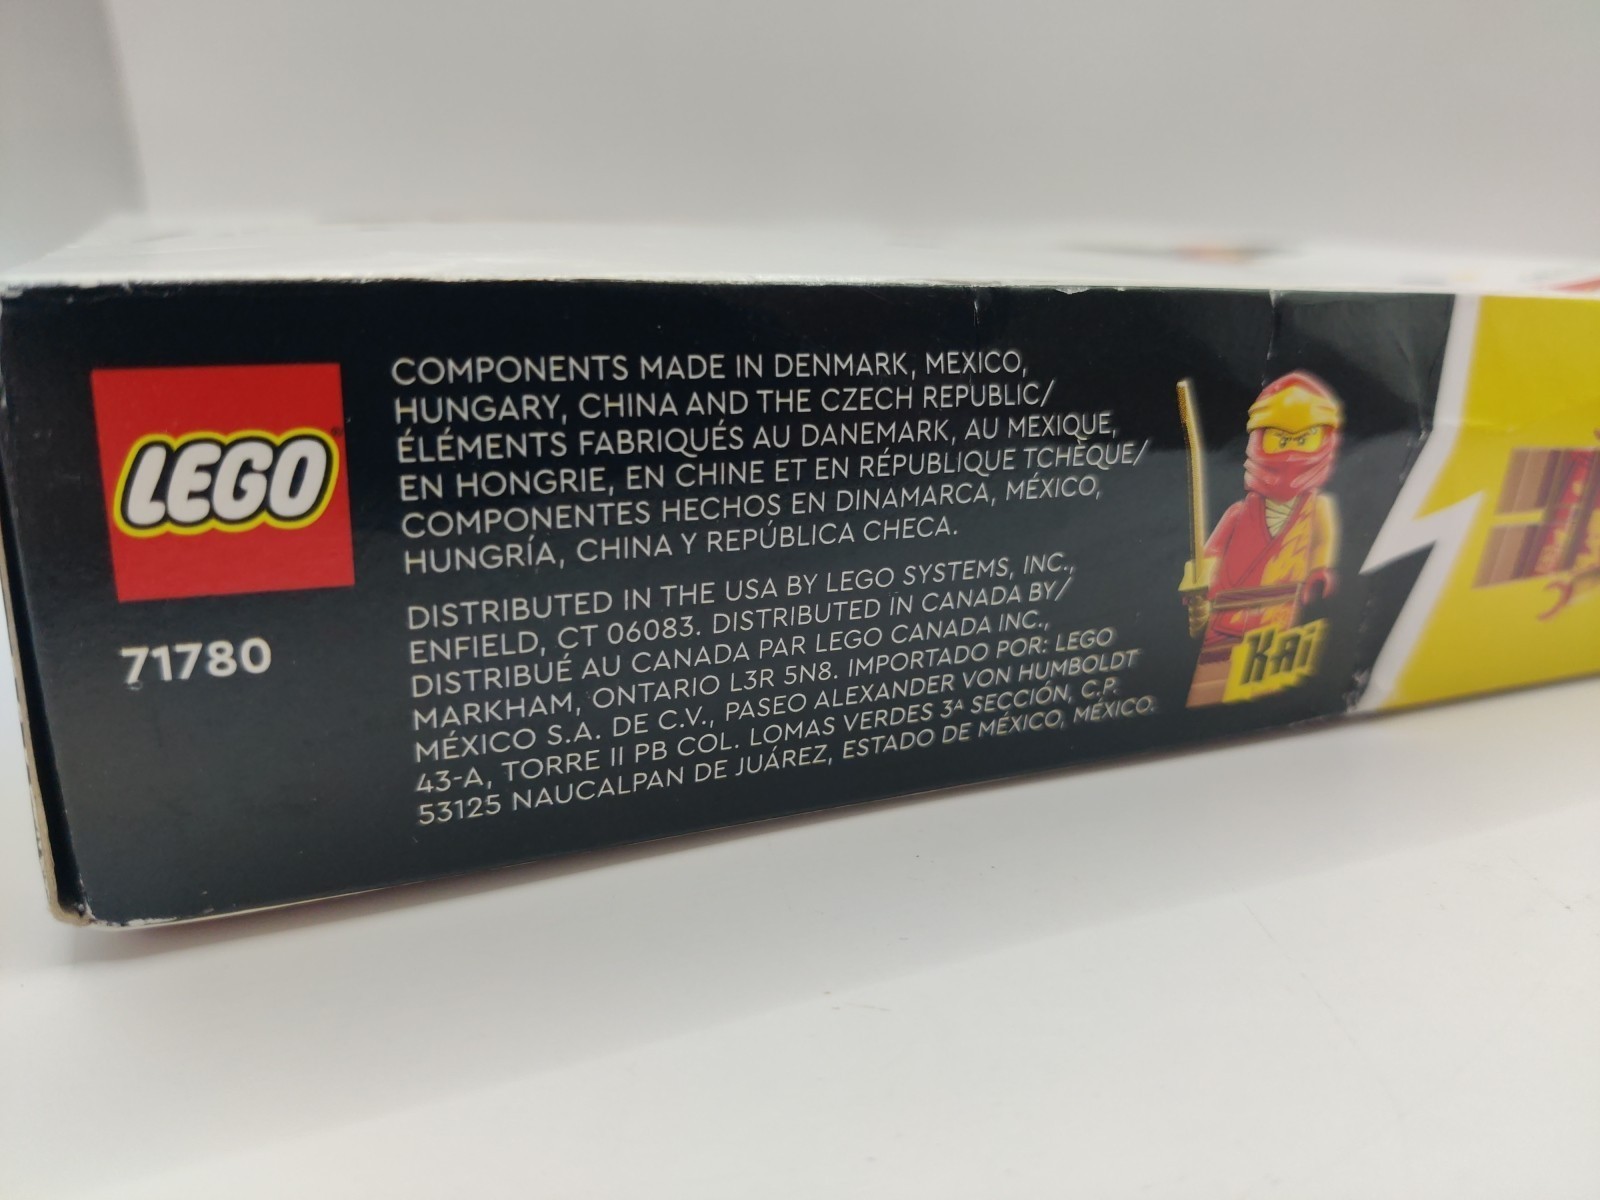 LEGO
71780
COMPONENTS MADE IN DENMARK, MEXICO,
HUNGARY, CHINA AND THE CZECH REPUBLIC/
ÉLÉMENTS FABRIQUÉS AU DANEMARK, AU MEXIQUE,
EN HONGRIE, EN CHINE ET EN RÉPUBLIQUE TCHÈQUE/
COMPONENTES HECHOS EN DINAMARCA, MÉXICO,
HUNGRÍA, CHINA Y REPÚBLICA CHECA.
DISTRIBUTED IN THE USA BY LEGO SYSTEMS, INC.,
ENFIELD, CT 06083. DISTRIBUTED IN CANADA BY/
DISTRIBUÉ AU CANADA PAR LEGO CANADA INC.,
MARKHAM, ONTARIO L3R 5N8. IMPORTADO POR: LEGO
MÉXICO S.A. DE C.V., PASEO ALEXANDER VON HUMBOLDT
43-A, TORRE II PB COL. LOMAS VERDES 3ᴬ SECCIÓN, C.P.
53125 NAUCALPAN DE JUÁREZ, ESTADO DE MÉXICO, MÉXICO.
KAi